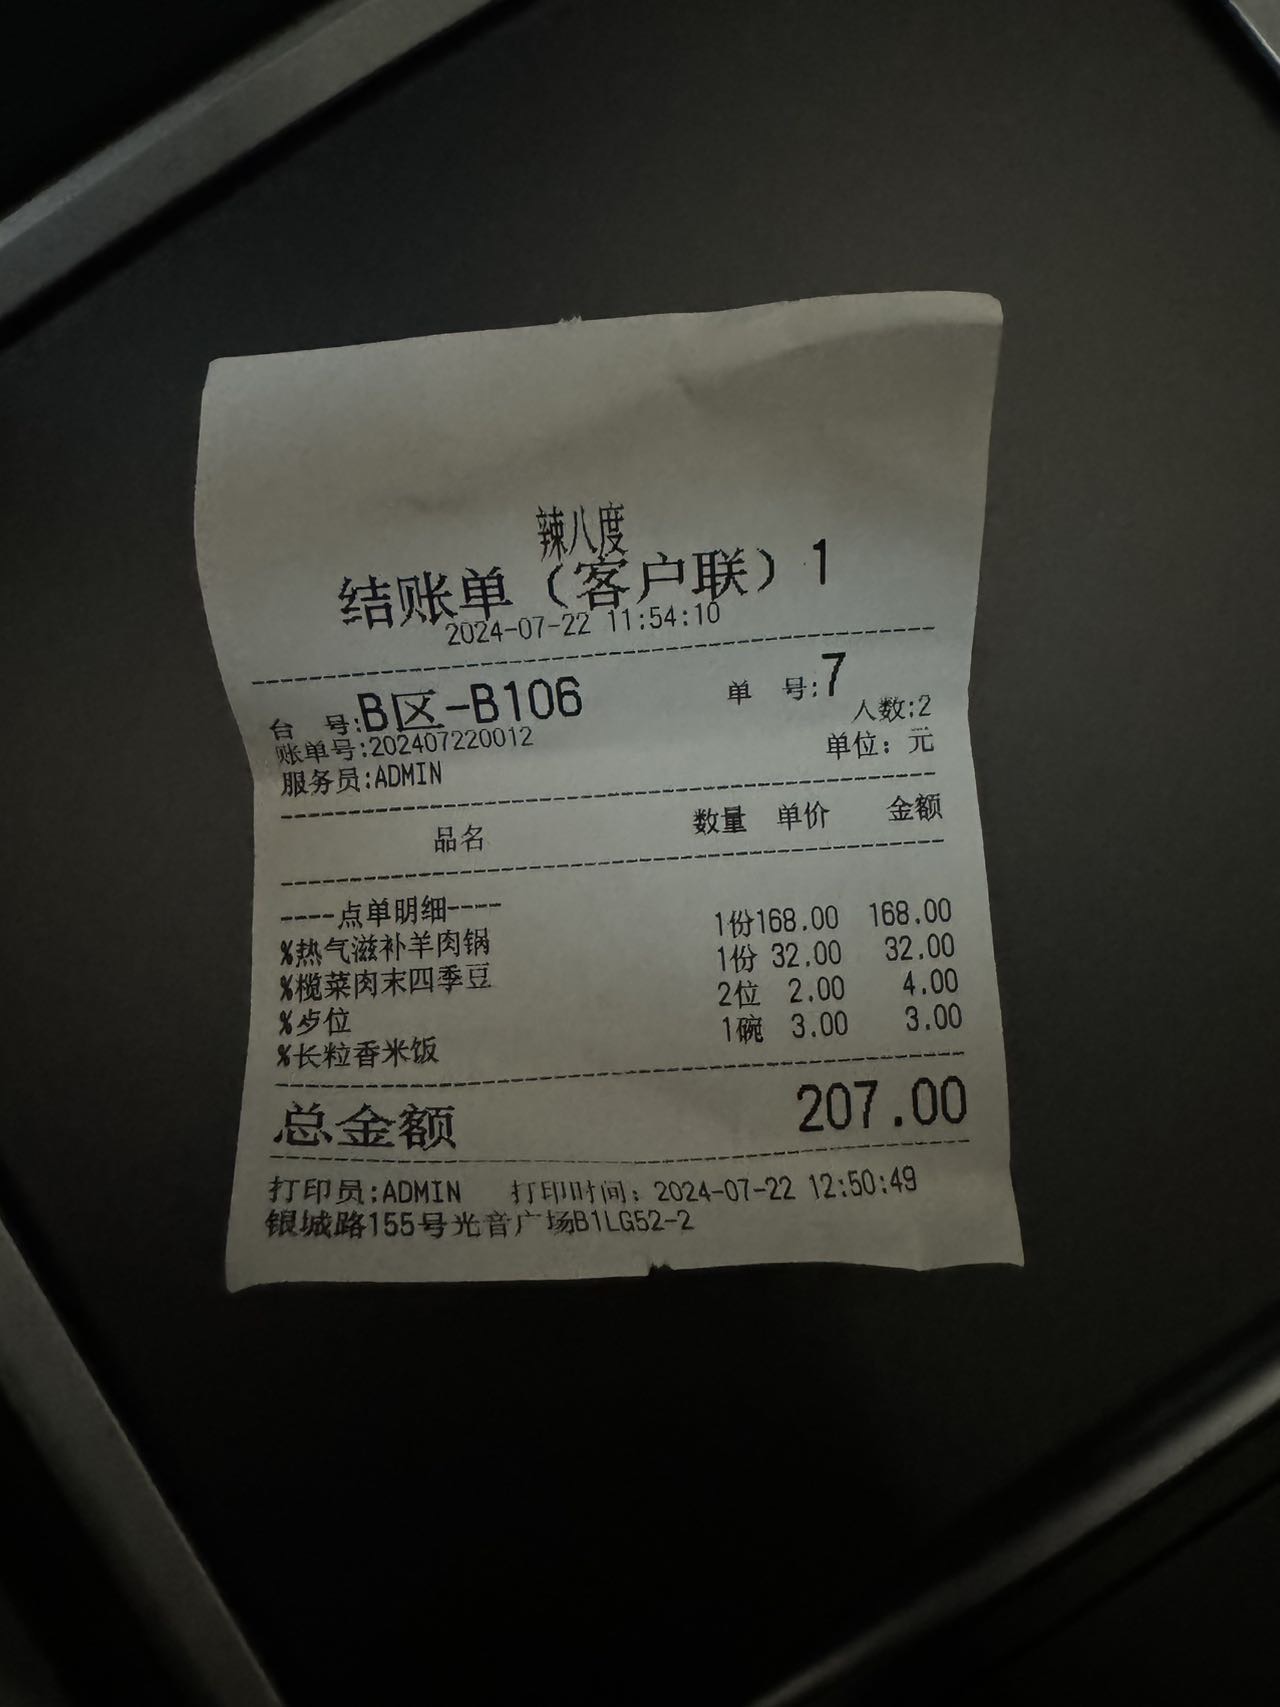 辣八度
结账单（客户联）1
2024-07-22 11:54:10
台 号:B区-B106 单 号:7
账单号:202407220012 人数:2
服务员:ADMIN 单位：元
品名 数量 单价 金额
----点单明细----
%热气滋补羊肉锅 1份168.00 168.00
%榄菜肉末四季豆 1份 32.00 32.00
%歺位 2位 2.00 4.00
%长粒香米饭 1碗 3.00 3.00
总金额 207.00
打印员:ADMIN 打印时间：2024-07-22 12:50:49
银城路155号光音广场B1LG52-2